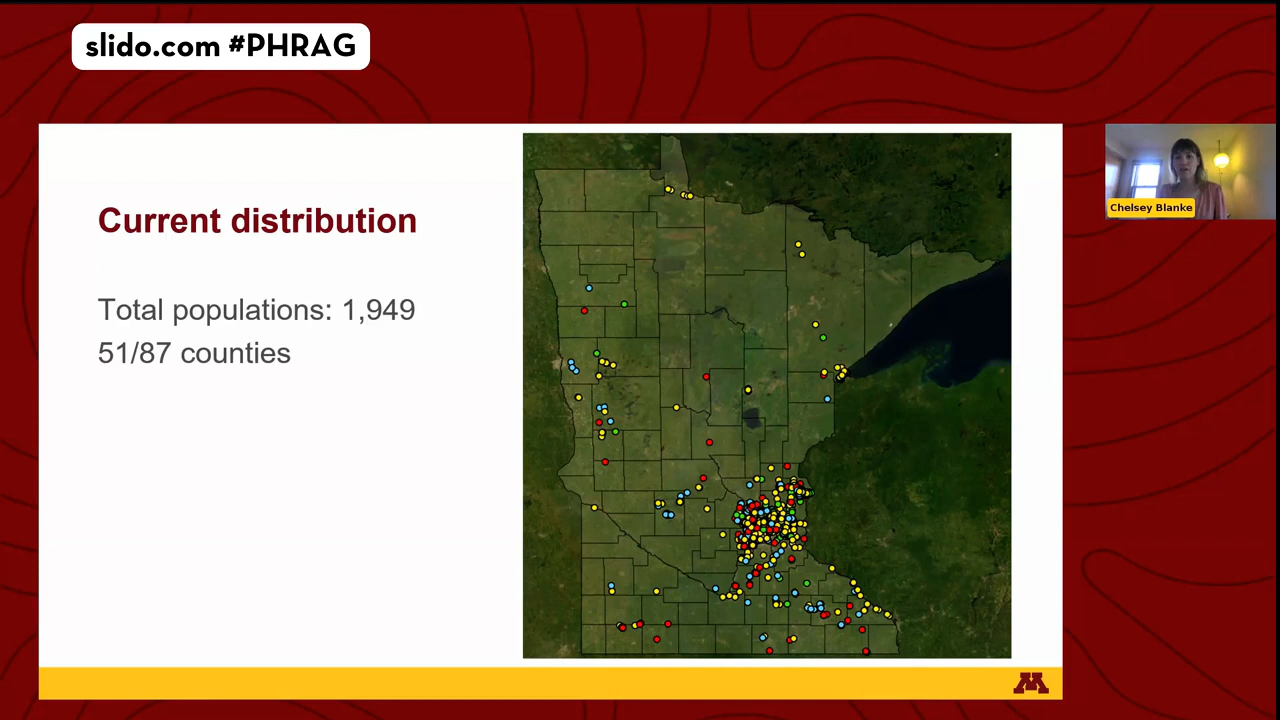 slido.com #PHRAG
Current distribution
Total populations: 1,949
51/87 counties
Chelsey Blanke
M